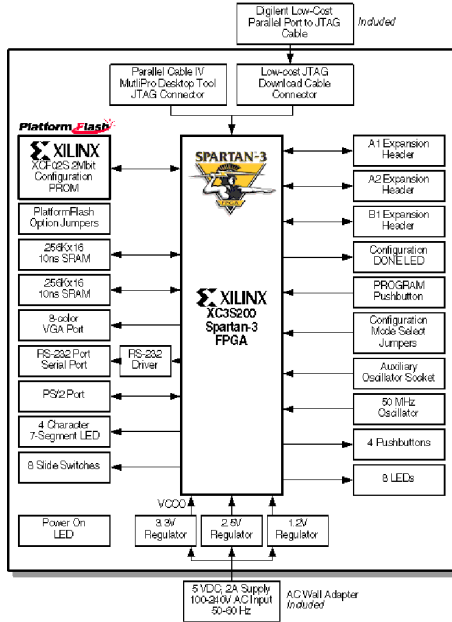 Digilent Low-Cost
Parallel Port to JTAG
Cable
Included
Parallel Cable IV
MultiPro Desktop Tool
JTAG Connector
Low-cost JTAG
Download Cable
Connector
Platform Flash
XILINX
XCF02S 2Mbit
Configuration
PROM
PlatformFlash
Option Jumpers
256Kx16
10ns SRAM
256Kx16
10ns SRAM
8-color
VGA Port
RS-232 Port
Serial Port
RS-232
Driver
PS/2 Port
4 Character
7-Segment LED
8 Slide Switches
Power On
LED
SPARTAN-3
FPGA
XILINX
XC3S200
Spartan-3
FPGA
A1 Expansion
Header
A2 Expansion
Header
B1 Expansion
Header
Configuration
DONE LED
PROGRAM
Pushbutton
Configuration
Mode Select
Jumpers
Auxiliary
Oscillator Socket
50 MHz
Oscillator
4 Pushbuttons
8 LEDs
VCCO
3.3V
Regulator
2.5V
Regulator
1.2V
Regulator
5 VDC, 2A Supply
100-240V AC Input
50-60 Hz
AC Wall Adapter
Included